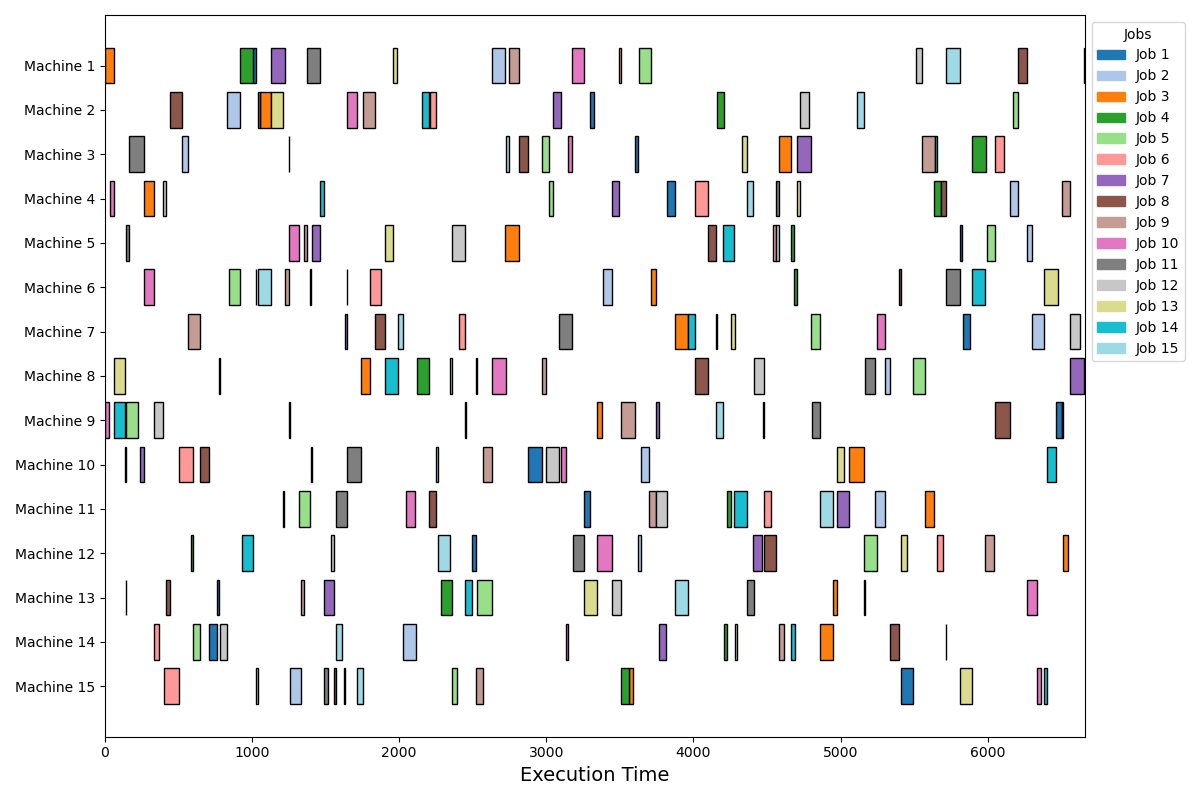 Machine 1
Machine 2
Machine 3
Machine 4
Machine 5
Machine 6
Machine 7
Machine 8
Machine 9
Machine 10
Machine 11
Machine 12
Machine 13
Machine 14
Machine 15
0 1000 2000 3000 4000 5000 6000
Execution Time
Jobs
Job 1
Job 2
Job 3
Job 4
Job 5
Job 6
Job 7
Job 8
Job 9
Job 10
Job 11
Job 12
Job 13
Job 14
Job 15